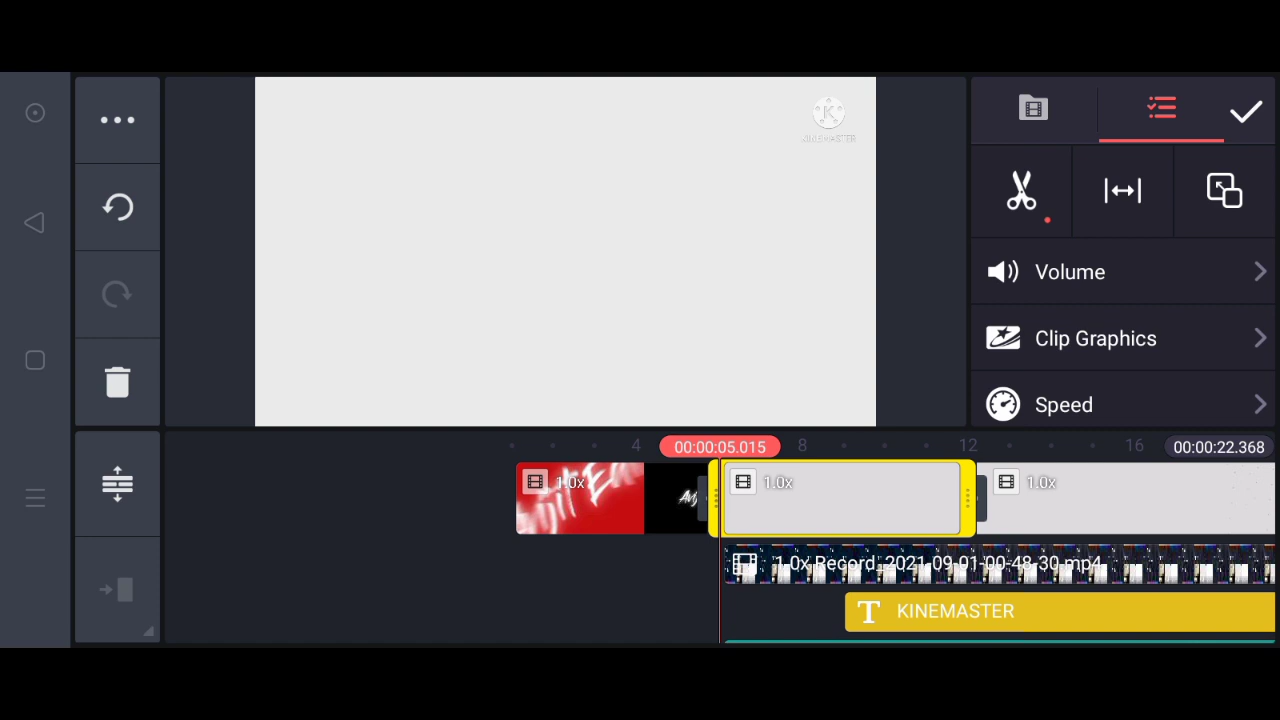 KINEMASTER
Volume
Clip Graphics
Speed
4
00:00:05.015
8
12
16
00:00:22.368
1.0x
1.0x
1.0x
1.0x Record_2021-09-01-00-48-30.mp4
KINEMASTER